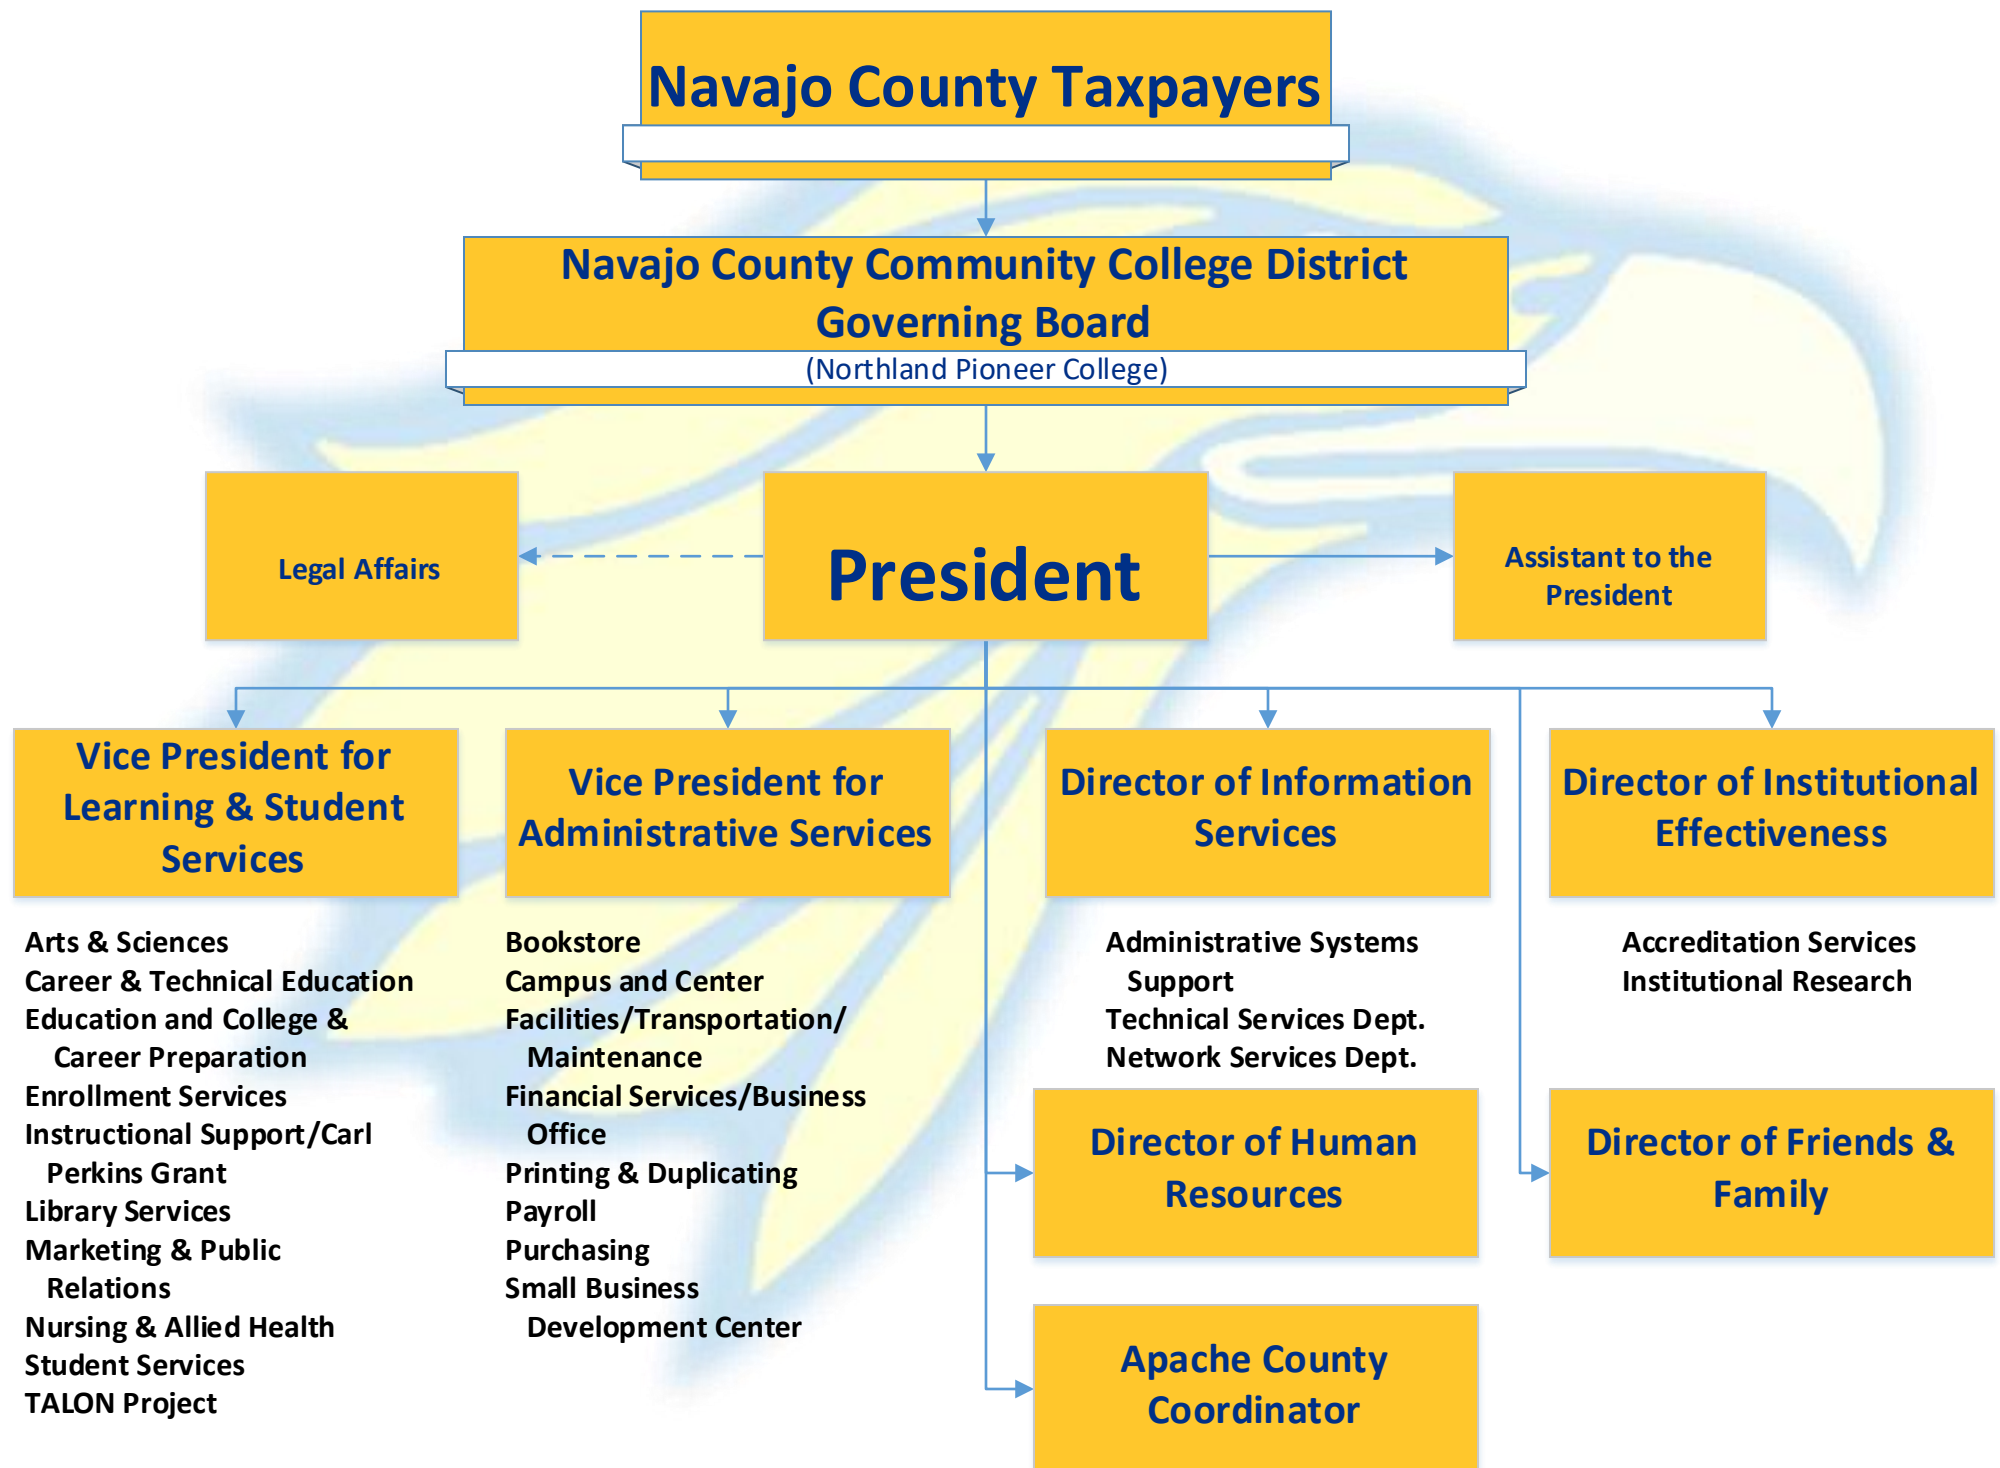 Navajo County Taxpayers
Navajo County Community College District
Governing Board
(Northland Pioneer College)
Legal Affairs
President
Assistant to the
President
Vice President for
Learning & Student
Services
Vice President for
Administrative Services
Director of Information
Services
Director of Institutional
Effectiveness
Arts & Sciences
Career & Technical Education
Education and College &
Career Preparation
Enrollment Services
Instructional Support/Carl
Perkins Grant
Library Services
Marketing & Public
Relations
Nursing & Allied Health
Student Services
TALON Project
Bookstore
Campus and Center
Facilities/Transportation/
Maintenance
Financial Services/Business
Office
Printing & Duplicating
Payroll
Purchasing
Small Business
Development Center
Administrative Systems
Support
Technical Services Dept.
Network Services Dept.
Accreditation Services
Institutional Research
Director of Human
Resources
Director of Friends &
Family
Apache County
Coordinator